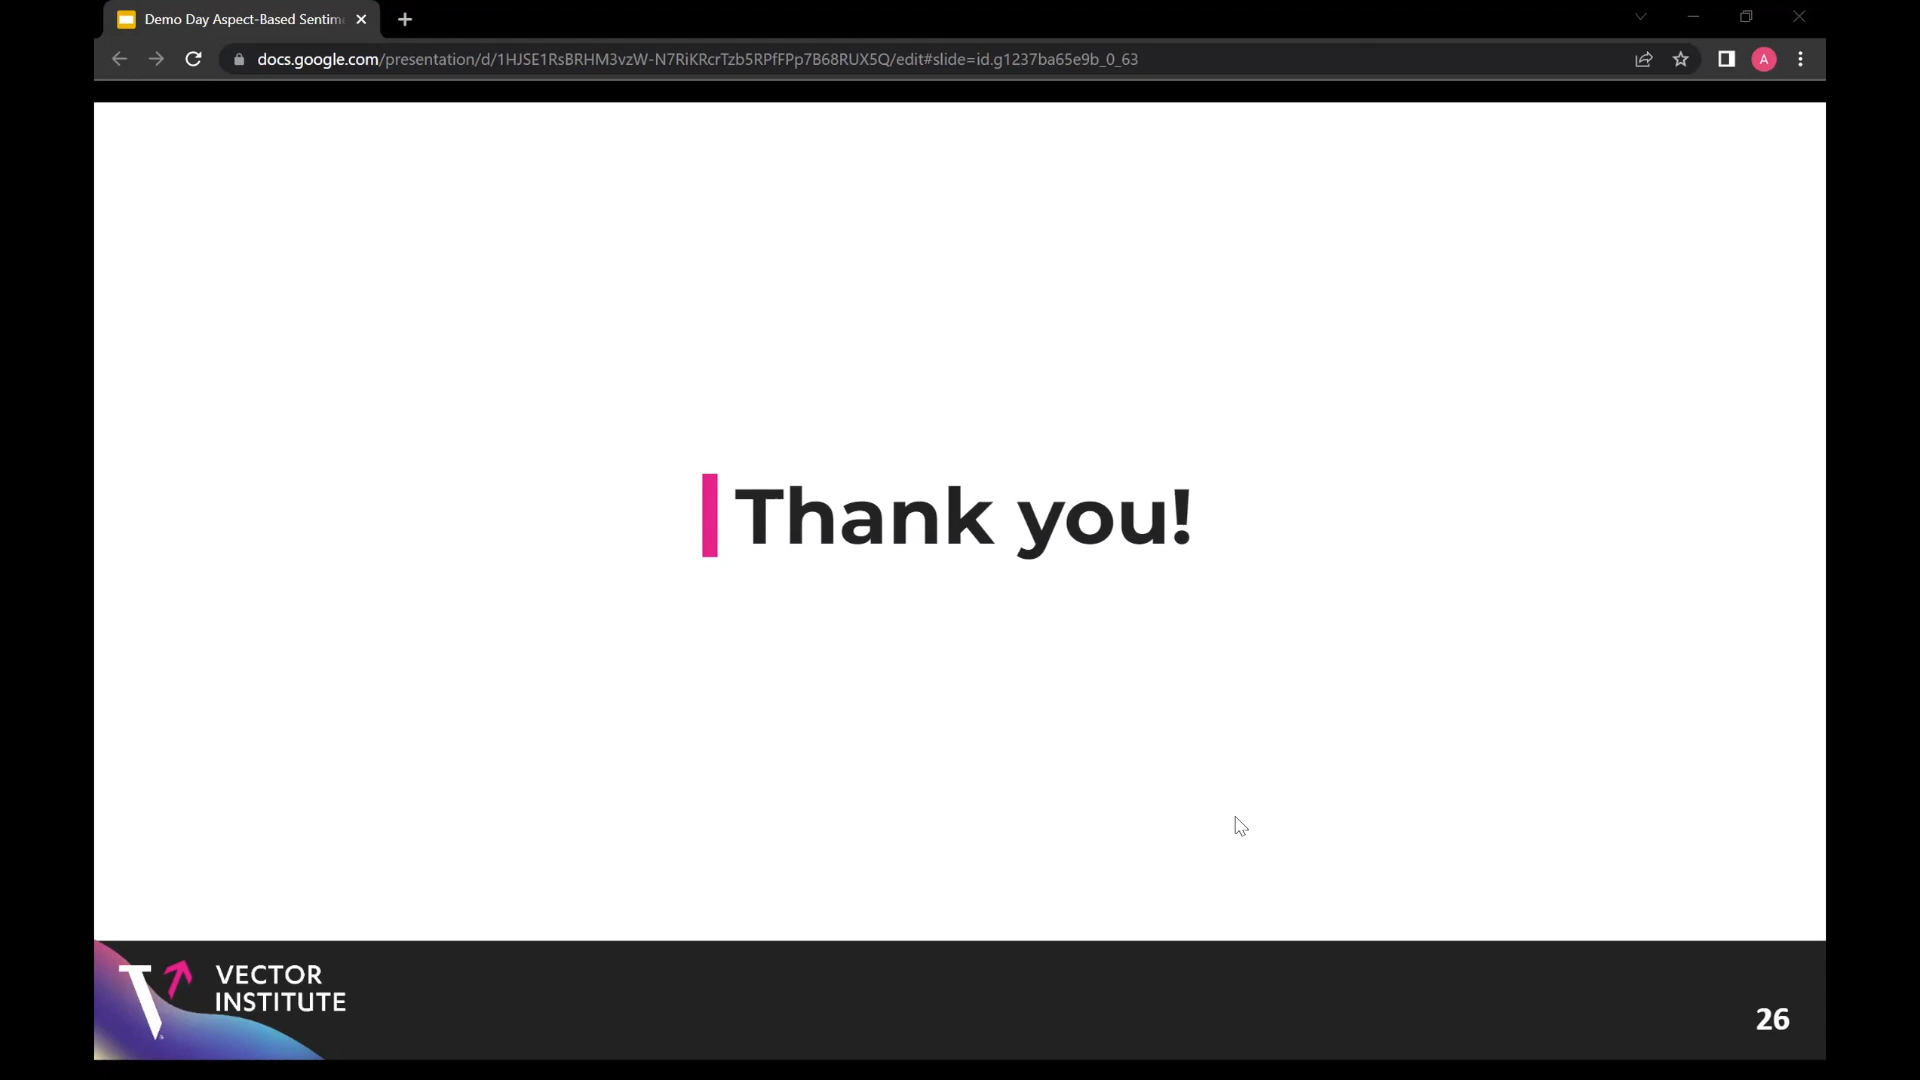 Demo Day Aspect-Based Sentim
docs.google.com/presentation/d/1HJSE1RsBRHM3vzW-N7RiKRcrTzb5RPfFPp7B68RUX5Q/edit#slide=id.g1237ba65e9b_0_63
A
Thank you!
VECTOR
INSTITUTE
26